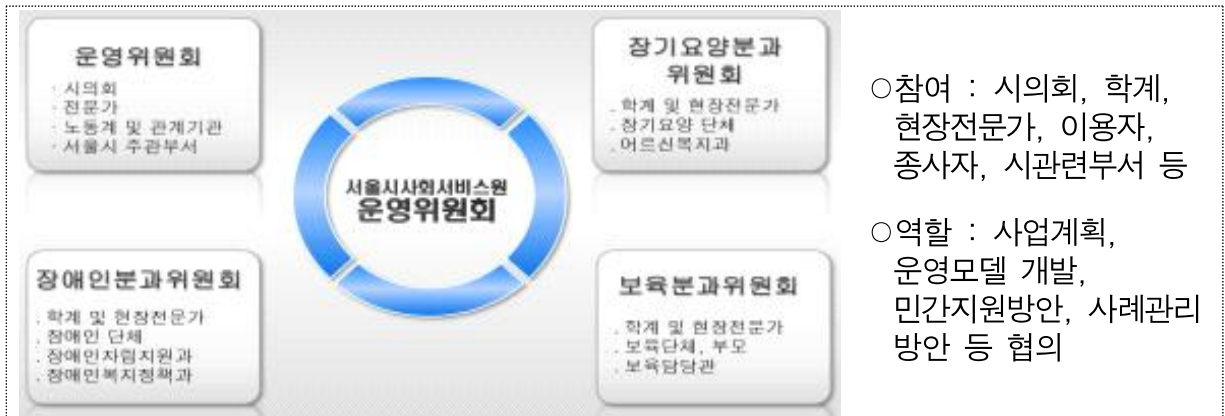 운영위원회
· 시의회
· 전문가
· 노동계 및 관계기관
· 서울시 주관부서
장기요양분과
위원회
. 학계 및 현장전문가
. 장기요양 단체
. 어르신복지과
서울시사회서비스원
운영위원회
장애인분과위원회
. 학계 및 현장전문가
. 장애인 단체
. 장애인자립지원과
. 장애인복지정책과
보육분과위원회
. 학계 및 현장전문가
. 보육단체, 부모
. 보육담당관
○참여 : 시의회, 학계,
현장전문가, 이용자,
종사자, 시관련부서 등
○역할 : 사업계획,
운영모델 개발,
민간지원방안, 사례관리
방안 등 협의